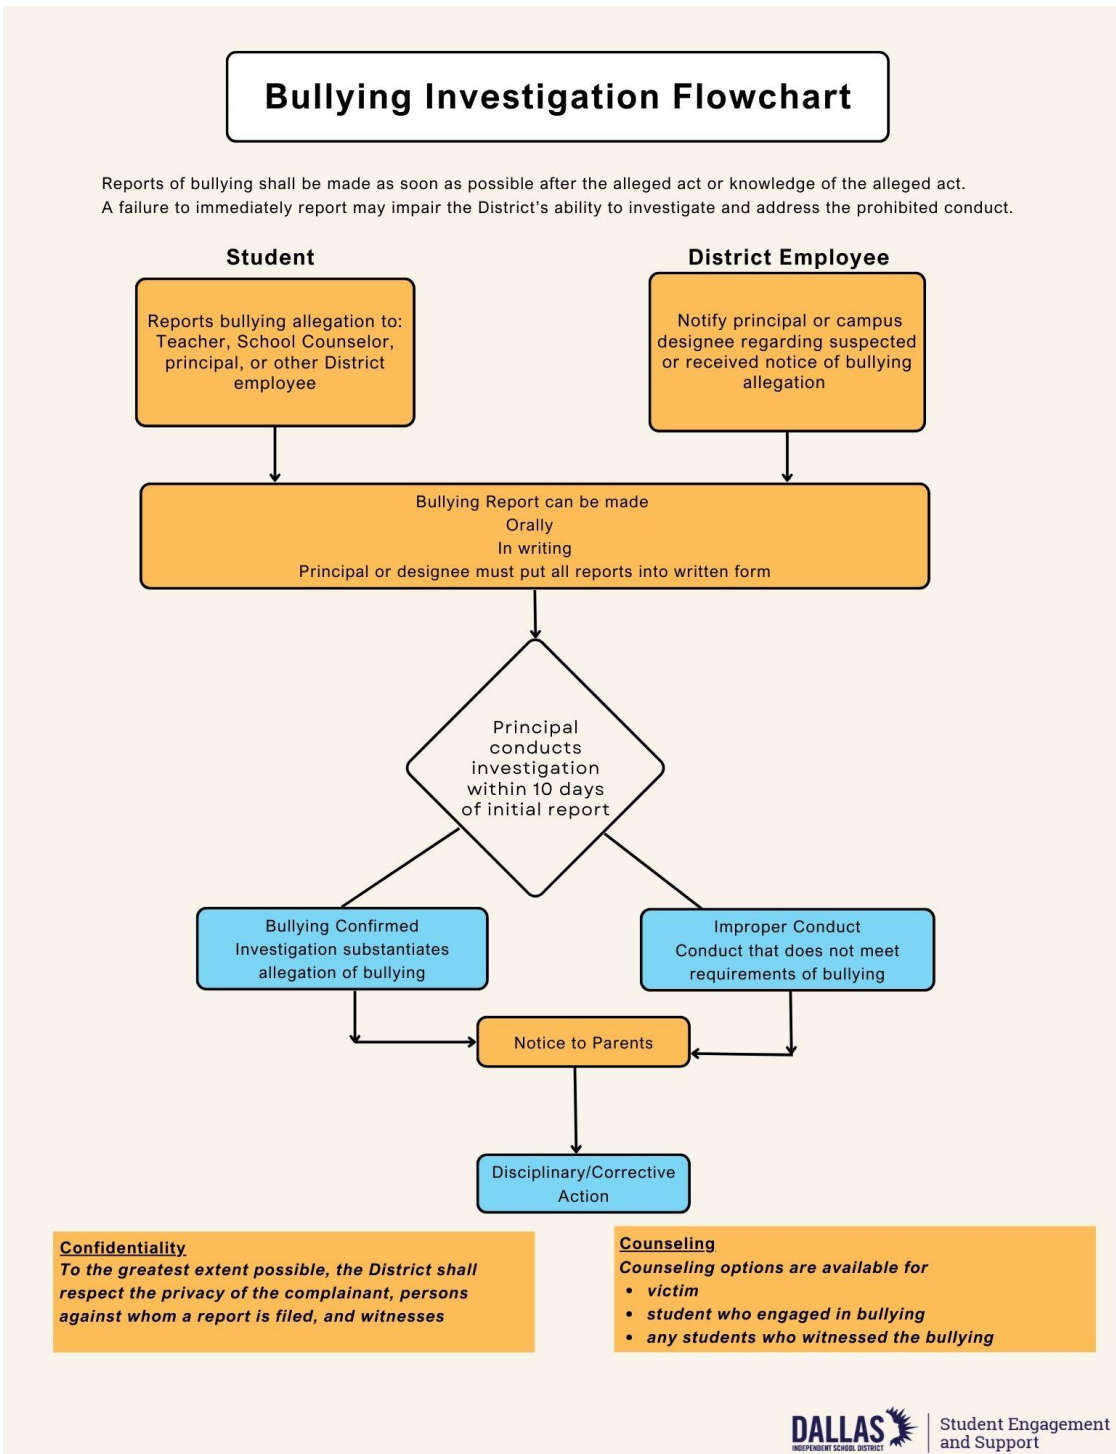 Bullying Investigation Flowchart
Reports of bullying shall be made as soon as possible after the alleged act or knowledge of the alleged act.
A failure to immediately report may impair the District's ability to investigate and address the prohibited conduct.
Student
Reports bullying allegation to:
Teacher, School Counselor,
principal, or other District
employee
District Employee
Notify principal or campus
designee regarding suspected
or received notice of bullying
allegation
Bullying Report can be made
Orally
In writing
Principal or designee must put all reports into written form
Principal
conducts
investigation
within 10 days
of initial report
Bullying Confirmed
Investigation substantiates
allegation of bullying
Improper Conduct
Conduct that does not meet
requirements of bullying
Notice to Parents
Disciplinary/Corrective
Action
Confidentiality
To the greatest extent possible, the District shall
respect the privacy of the complainant, persons
against whom a report is filed, and witnesses
Counseling
Counseling options are available for
• victim
• student who engaged in bullying
• any students who witnessed the bullying
DALLAS
INDEPENDENT SCHOOL DISTRICT
Student Engagement
and Support